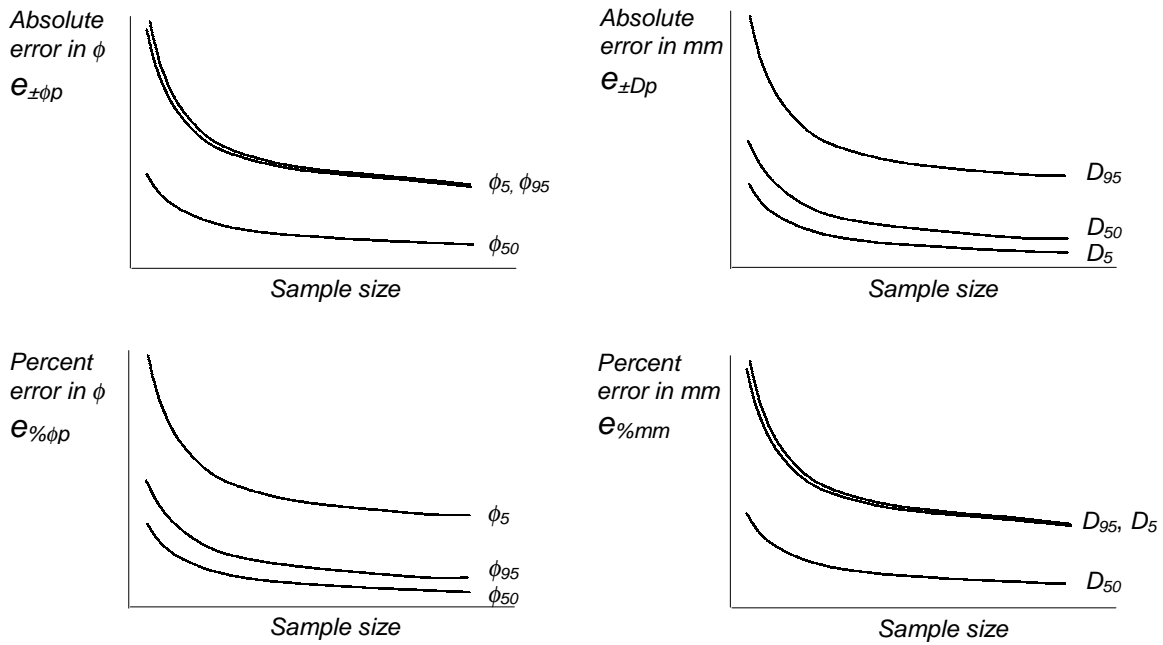 Absolute
error in ϕ
e±ϕp
ϕ5, ϕ95
ϕ50
Sample size
Absolute
error in mm
e±Dp
D95
D50
D5
Sample size
Percent
error in ϕ
e%ϕp
ϕ5
ϕ95
ϕ50
Sample size
Percent
error in mm
e%mm
D95, D5
D50
Sample size